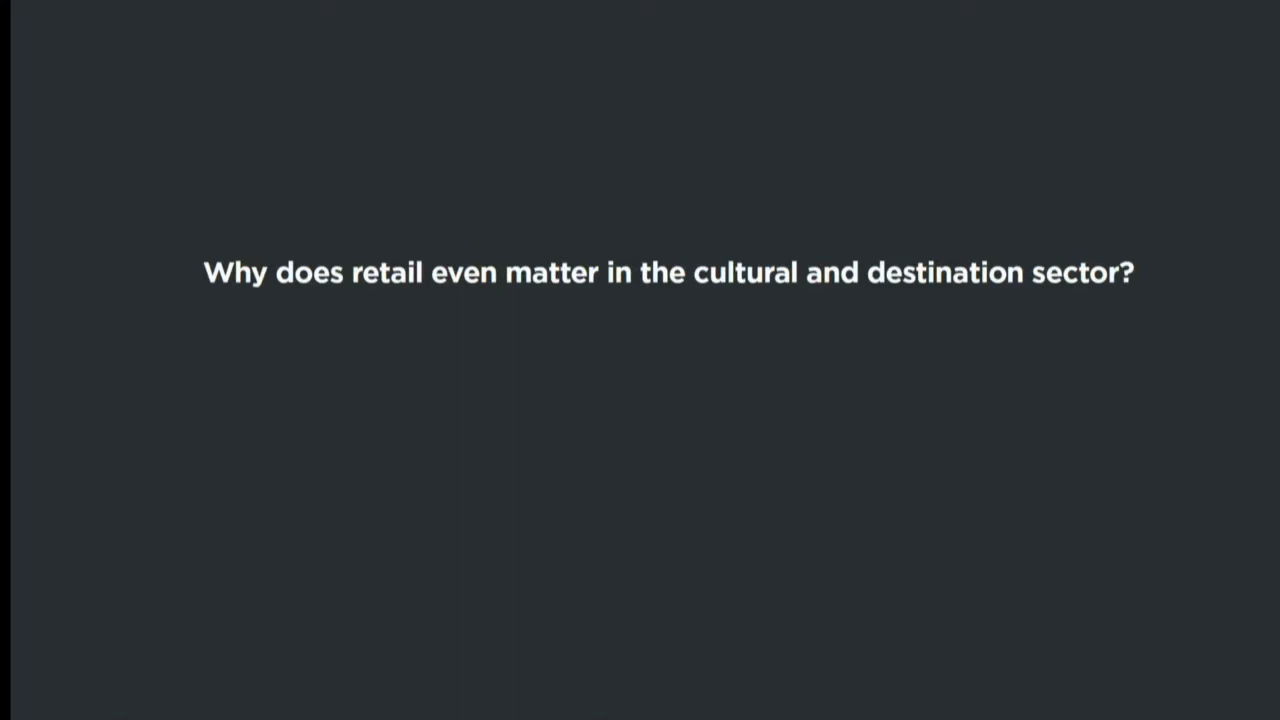 Why does retail even matter in the cultural and destination sector?